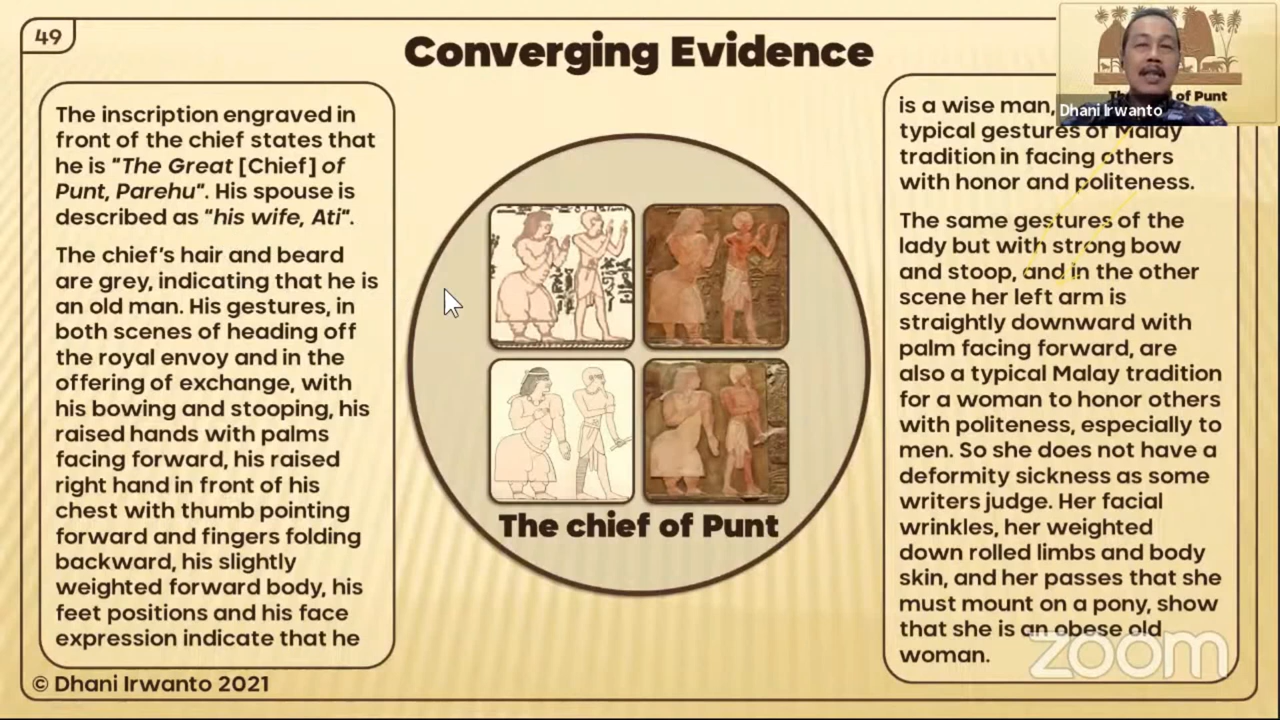 49
Converging Evidence
The inscription engraved in
front of the chief states that
he is "The Great [Chief] of
Punt, Parehu". His spouse is
described as "his wife, Ati".
The chief's hair and beard
are grey, indicating that he is
an old man. His gestures, in
both scenes of heading off
the royal envoy and in the
offering of exchange, with
his bowing and stooping, his
raised hands with palms
facing forward, his raised
right hand in front of his
chest with thumb pointing
forward and fingers folding
backward, his slightly
weighted forward body, his
feet positions and his face
expression indicate that he
The chief of Punt
is a wise man,
typical gestures of Malay
tradition in facing others
with honor and politeness.
The same gestures of the
lady but with strong bow
and stoop, and in the other
scene her left arm is
straightly downward with
palm facing forward, are
also a typical Malay tradition
for a woman to honor others
with politeness, especially to
men. So she does not have a
deformity sickness as some
writers judge. Her facial
wrinkles, her weighted
down rolled limbs and body
skin, and her passes that she
must mount on a pony, show
that she is an obese old
woman.
of Punt
Dhani Irwanto
zoom
© Dhani Irwanto 2021